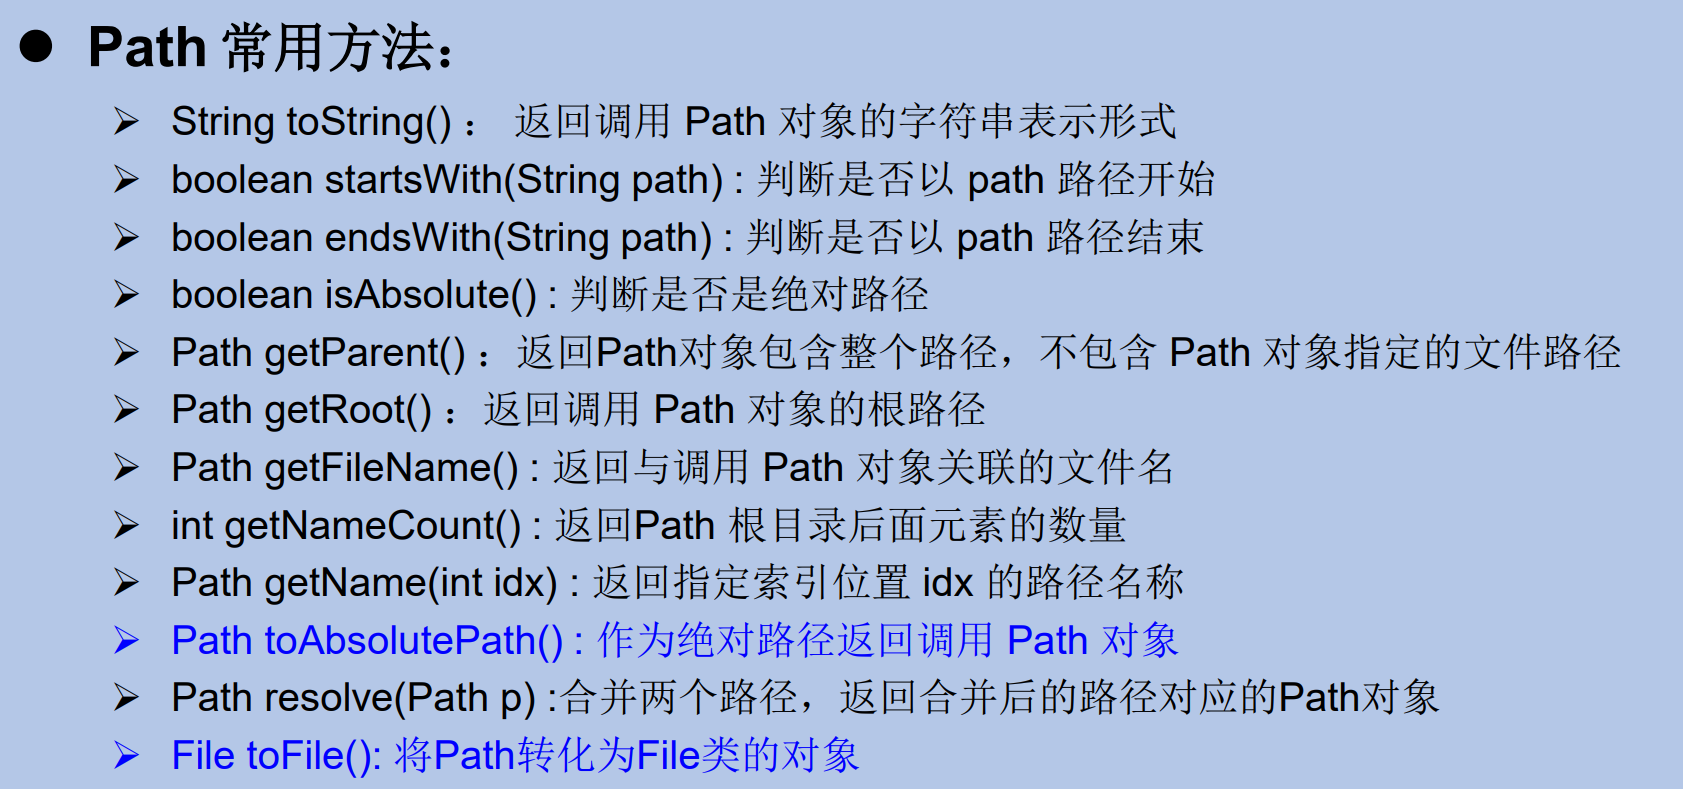 ● Path 常用方法：
➢ String toString() ： 返回调用 Path 对象的字符串表示形式
➢ boolean startsWith(String path) : 判断是否以 path 路径开始
➢ boolean endsWith(String path) : 判断是否以 path 路径结束
➢ boolean isAbsolute() : 判断是否是绝对路径
➢ Path getParent() ：返回Path对象包含整个路径，不包含 Path 对象指定的文件路径
➢ Path getRoot() ：返回调用 Path 对象的根路径
➢ Path getFileName() : 返回与调用 Path 对象关联的文件名
➢ int getNameCount() : 返回Path 根目录后面元素的数量
➢ Path getName(int idx) : 返回指定索引位置 idx 的路径名称
➢ Path toAbsolutePath() : 作为绝对路径返回调用 Path 对象
➢ Path resolve(Path p) :合并两个路径，返回合并后的路径对应的Path对象
➢ File toFile(): 将Path转化为File类的对象